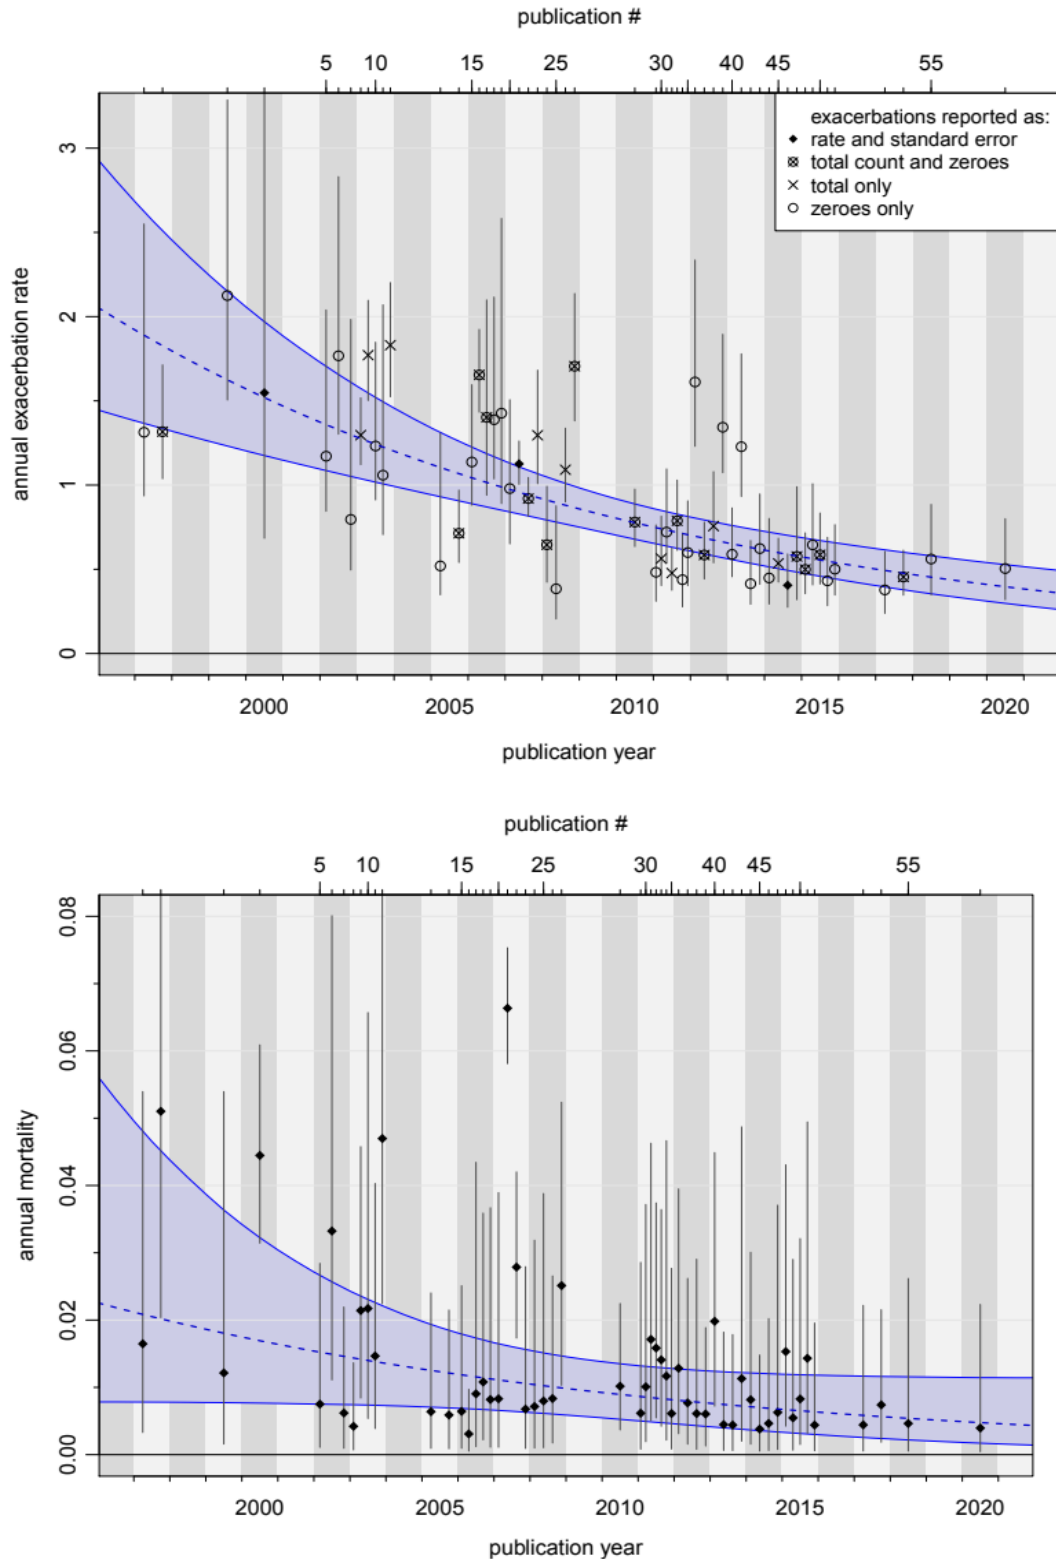 publication #
5 10 15 20 25 30 40 45 55
exacerbations reported as:
rate and standard error
total count and zeroes
total only
zeroes only
annual exacerbation rate
3
2
1
0
2000 2005 2010 2015 2020
publication year
publication #
5 10 15 20 25 30 40 45 55
annual mortality
0.08
0.06
0.04
0.02
0.00
2000 2005 2010 2015 2020
publication year